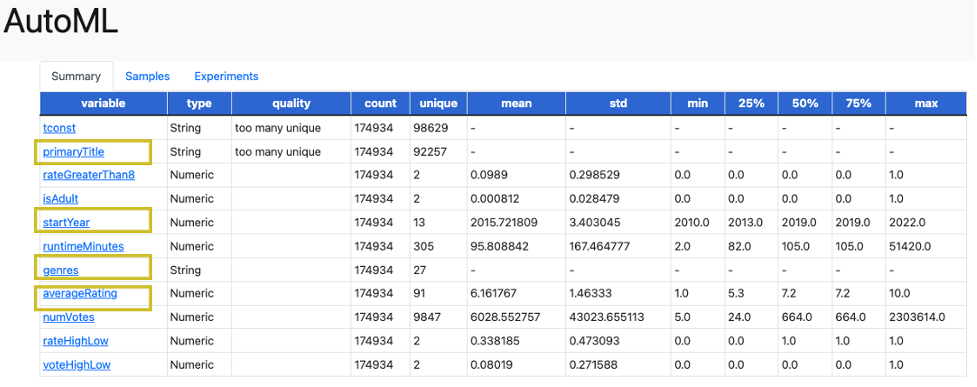 AutoML
Summary Samples Experiments
variable type quality count unique mean std min 25% 50% 75% max
tconst String too many unique 174934 98629 - - - - - - -
primaryTitle String too many unique 174934 92257 - - - - - - -
rateGreaterThan8 Numeric 174934 2 0.0989 0.298529 0.0 0.0 0.0 0.0 1.0
isAdult Numeric 174934 2 0.000812 0.028479 0.0 0.0 0.0 0.0 1.0
startYear Numeric 174934 13 2015.721809 3.403045 2010.0 2013.0 2019.0 2019.0 2022.0
runtimeMinutes Numeric 174934 305 95.808842 167.464777 2.0 82.0 105.0 105.0 51420.0
genres String 174934 27 - - - - - - -
averageRating Numeric 174934 91 6.161767 1.46333 1.0 5.3 7.2 7.2 10.0
numVotes Numeric 174934 9847 6028.552757 43023.655113 5.0 24.0 664.0 664.0 2303614.0
rateHighLow Numeric 174934 2 0.338185 0.473093 0.0 0.0 1.0 1.0 1.0
voteHighLow Numeric 174934 2 0.08019 0.271588 0.0 0.0 0.0 0.0 1.0